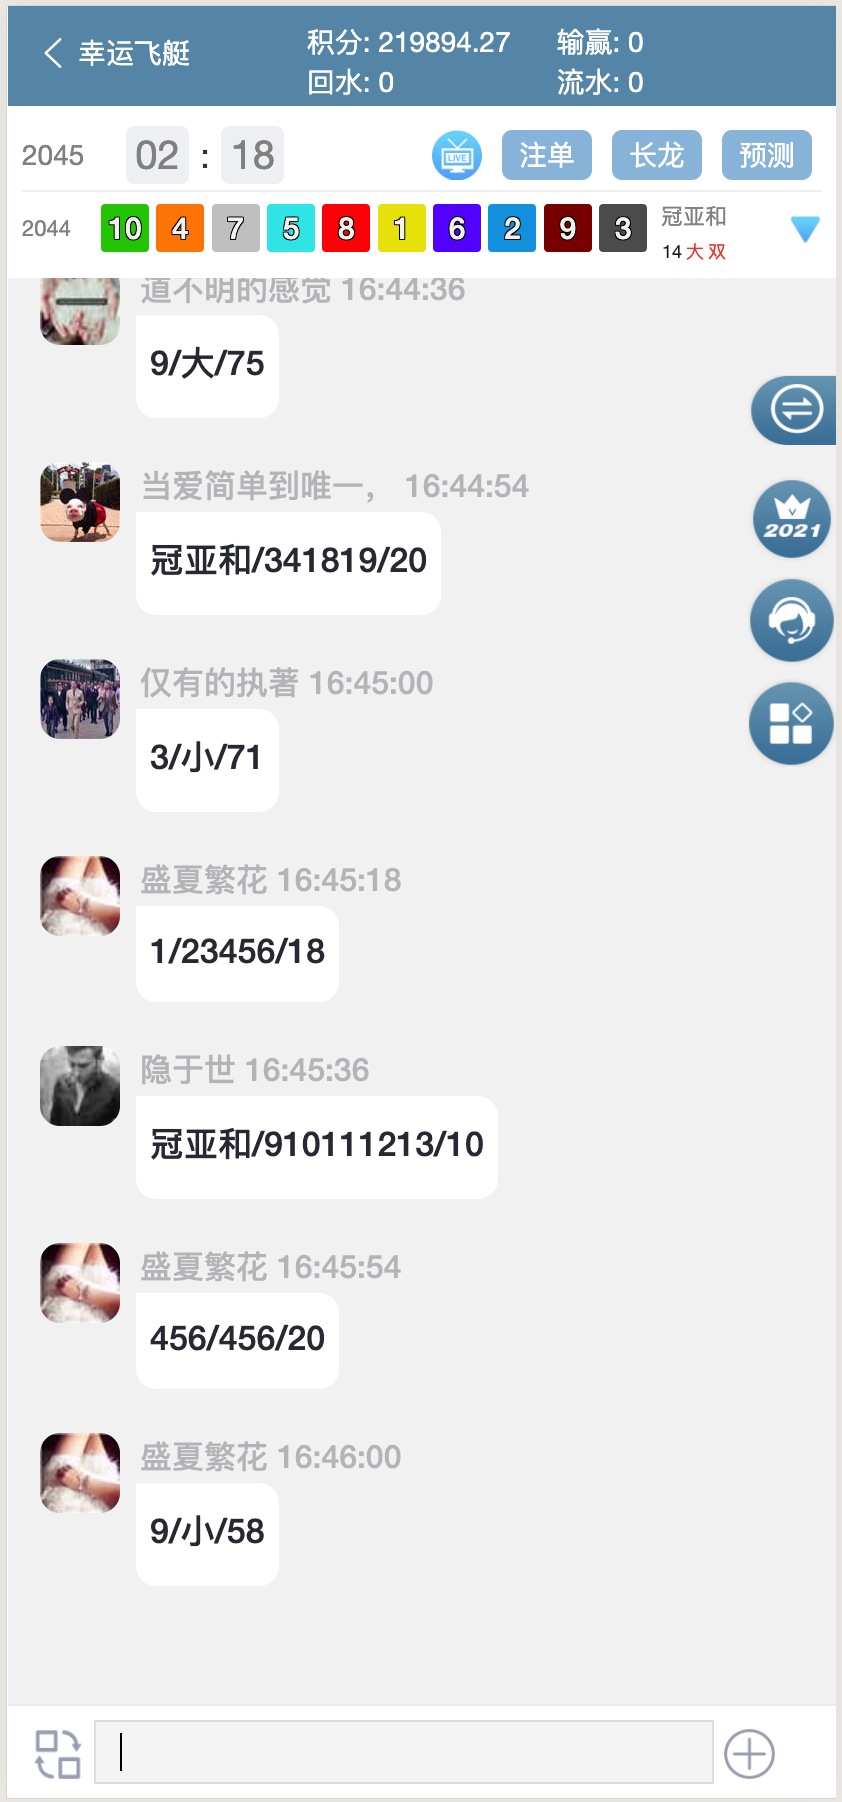 幸运飞艇
积分: 219894.27 输赢: 0
回水: 0 流水: 0
2045 02 : 18 LIVE 注单 长龙 预测
2044 10 4 7 5 8 1 6 2 9 3 冠亚和
14 大 双
道不明的感觉 16:44:36
9/大/75
当爱简单到唯一， 16:44:54
冠亚和/341819/20
2021
仅有的执著 16:45:00
3/小/71
盛夏繁花 16:45:18
1/23456/18
隐于世 16:45:36
冠亚和/910111213/10
盛夏繁花 16:45:54
456/456/20
盛夏繁花 16:46:00
9/小/58